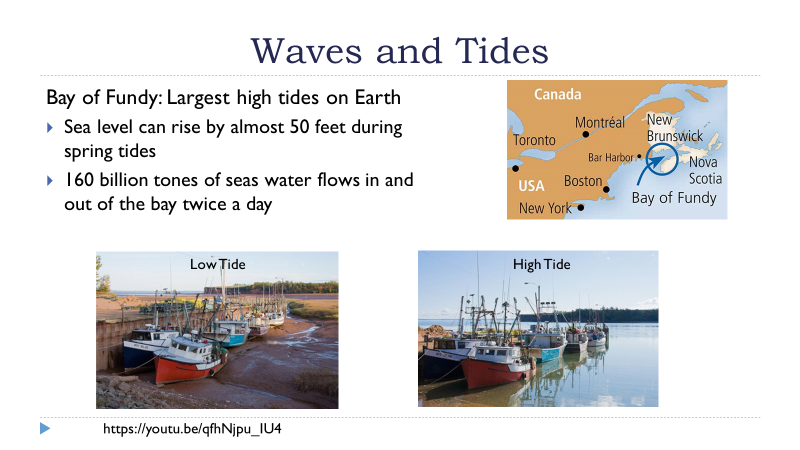 Waves and Tides
Bay of Fundy: Largest high tides on Earth
Sea level can rise by almost 50 feet during
spring tides
160 billion tones of seas water flows in and
out of the bay twice a day
Canada
Montréal
New
Brunswick
Toronto
Bar Harbor
Nova
Scotia
USA
Boston
Bay of Fundy
New York
Low Tide
High Tide
https://youtu.be/qfhNjpu_IU4